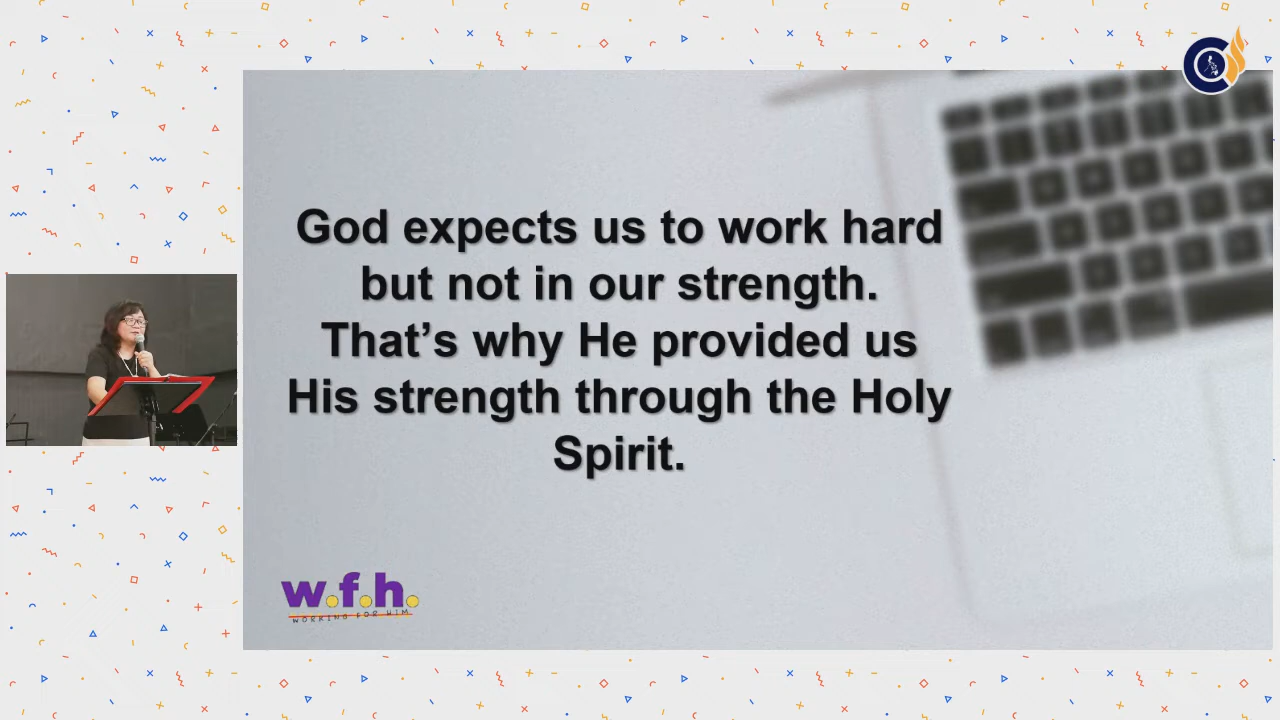 God expects us to work hard
but not in our strength.
That’s why He provided us
His strength through the Holy
Spirit.
w.f.h.
WORKING FOR HIM